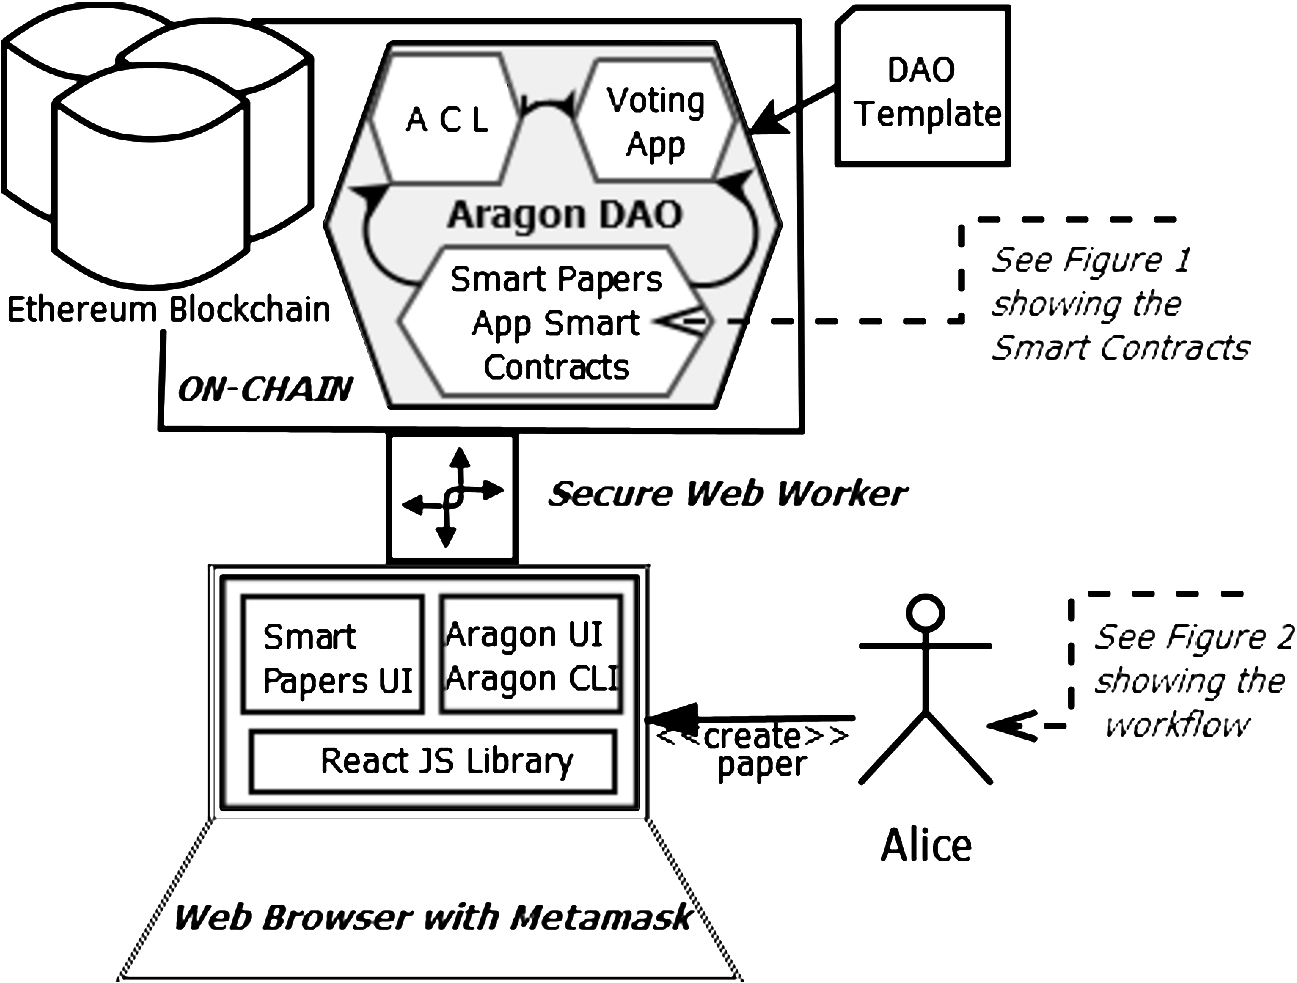 DAO
Template
A C L
Voting
App
Aragon DAO
Smart Papers
App Smart
Contracts
See Figure 1
showing the
Smart Contracts
Ethereum Blockchain
ON-CHAIN
Secure Web Worker
Smart
Papers UI
Aragon UI
Aragon CLI
React JS Library
<<create>>
paper
See Figure 2
showing the
workflow
Alice
Web Browser with Metamask